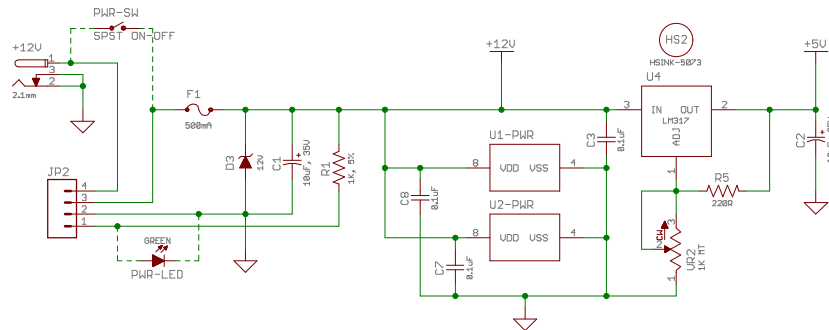 PWR-SW
SPST ON-OFF
+12V
1
3
2
2.1mm
F1
500mA
JP2
4
3
2
1
GREEN
PWR-LED
D3
12V
C1
10uF, 35V
R1
1K, 5%
+12V
C8
0.1uF
C7
0.1uF
U1-PWR
8
VDD VSS
4
U2-PWR
8
VDD VSS
4
C3
0.1uF
HS2
HSINK-5073
U4
3
IN OUT
LM317
ADJ
2
1
R5
220R
3
2
CW
VR2
1K MT
1
+5V
C2